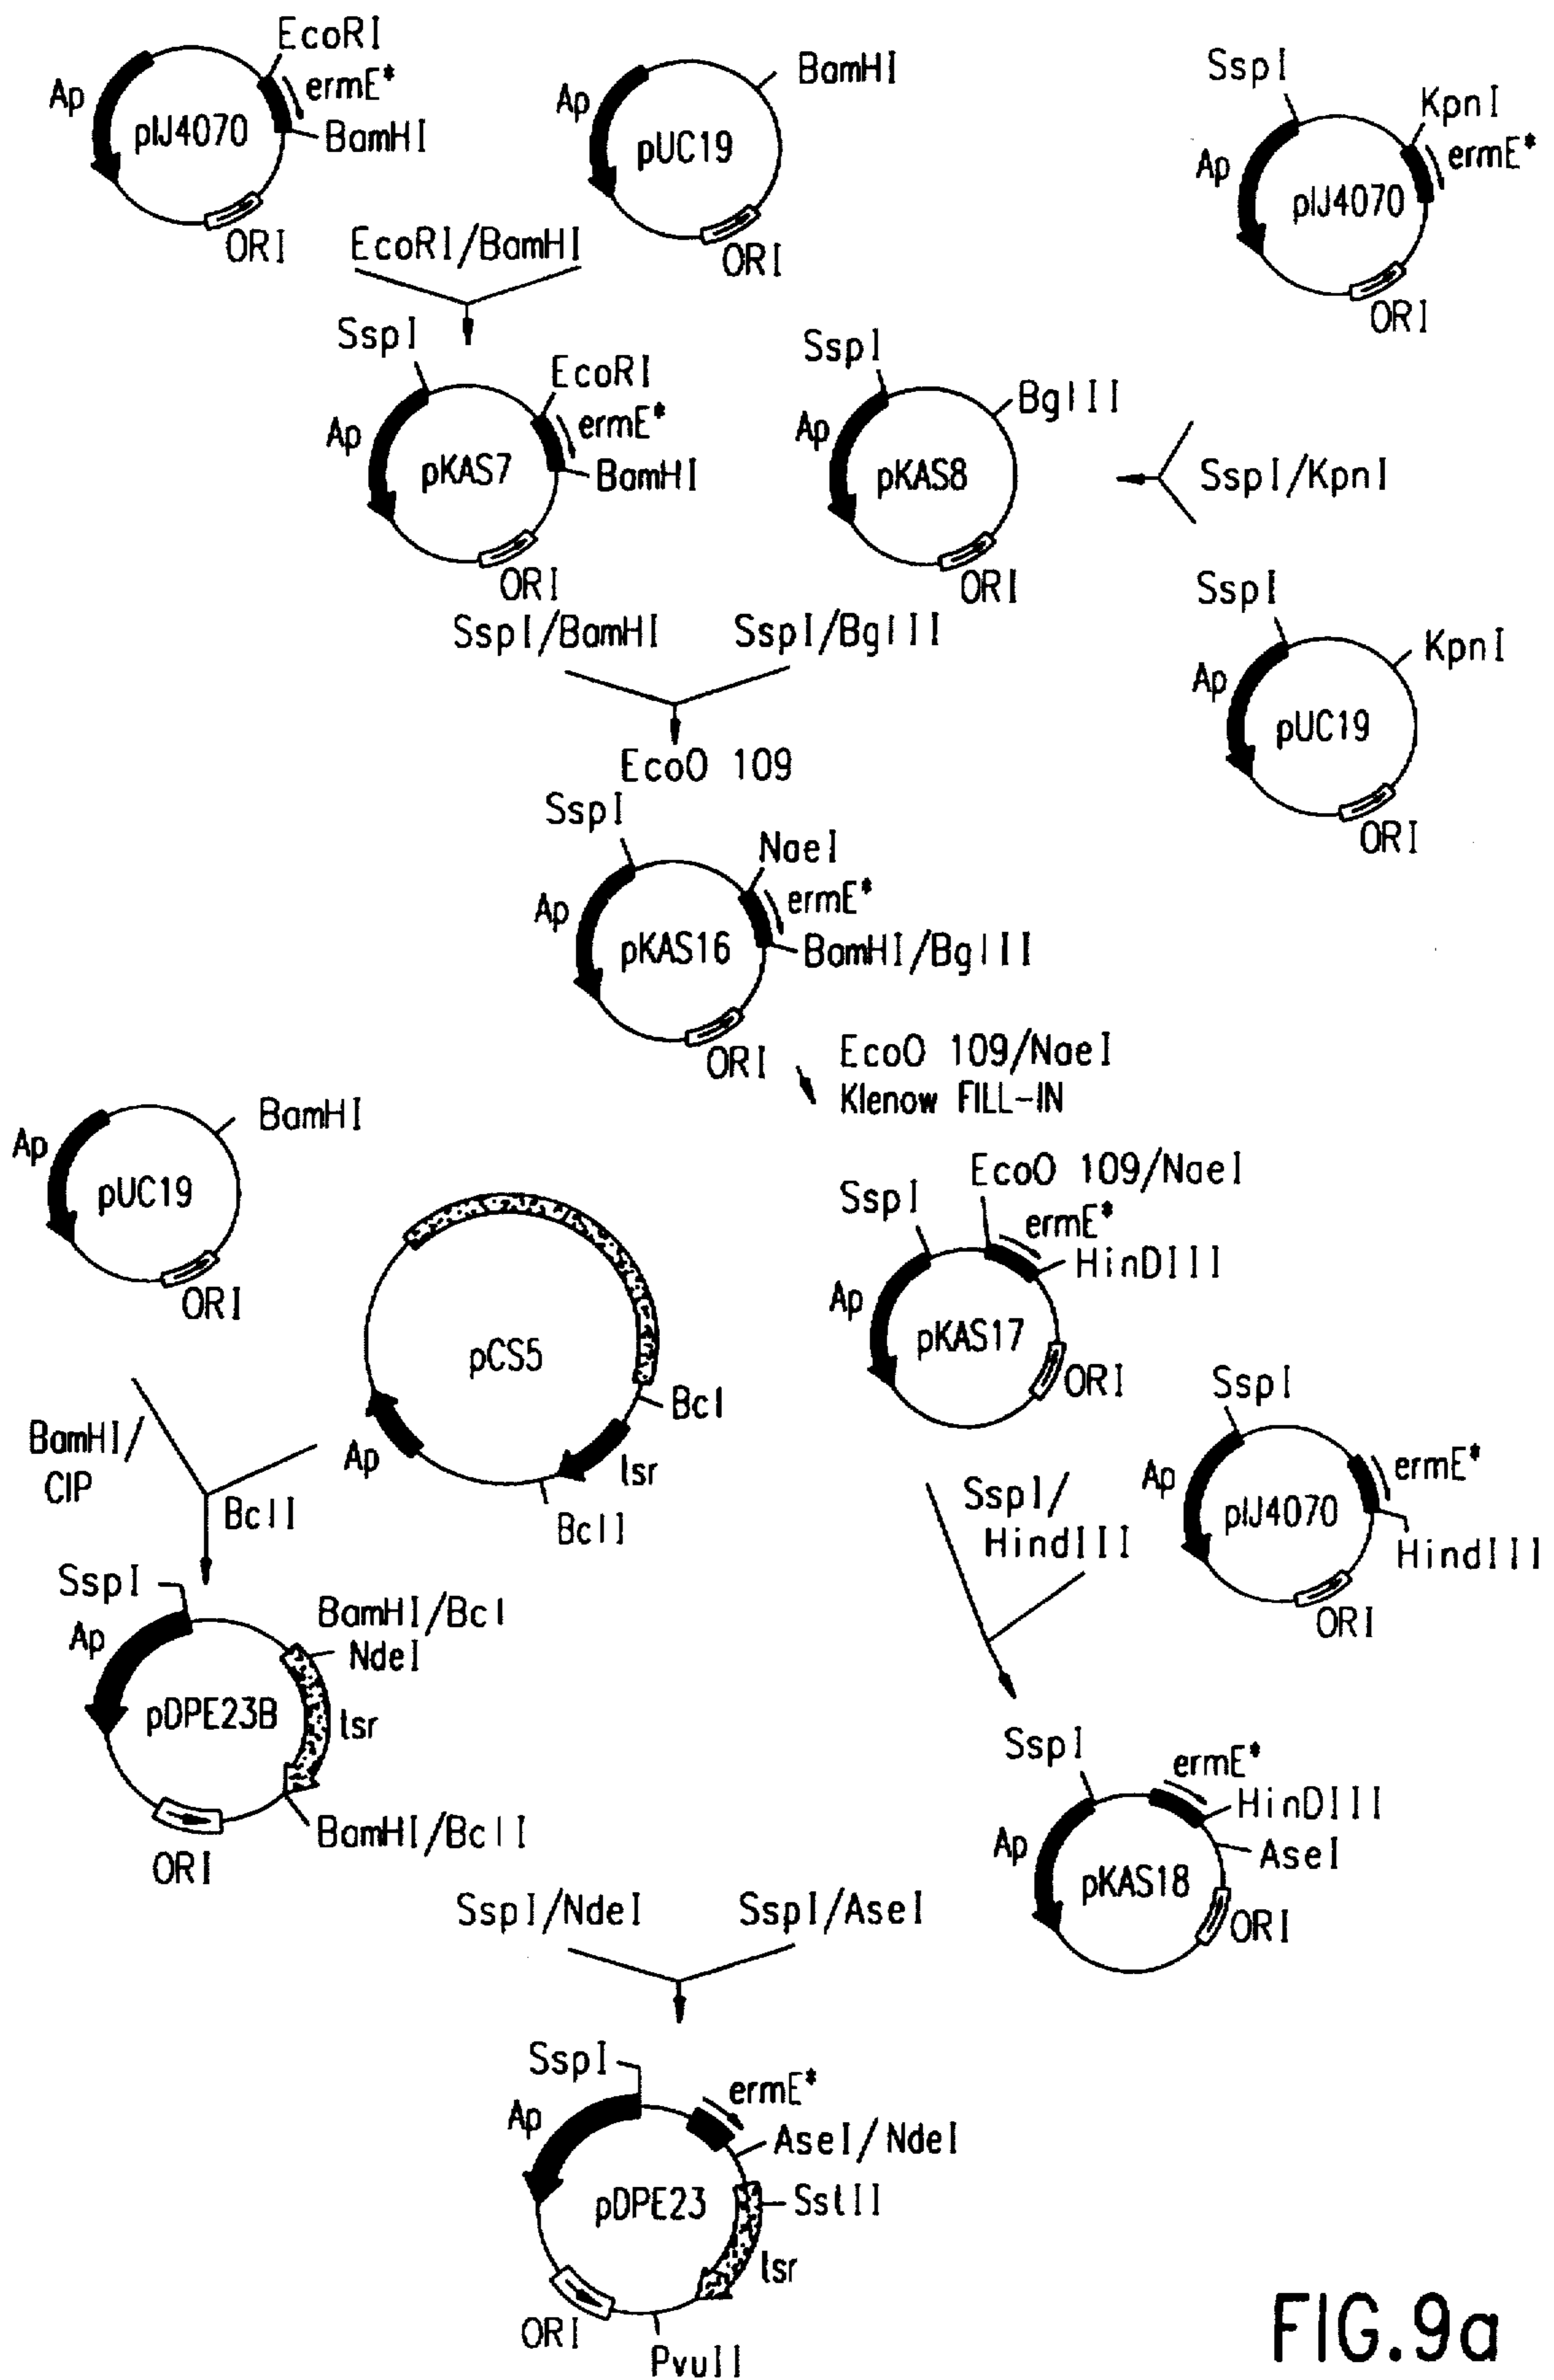 EcoRI
Ap
ermE*
pIJ4070
BamHI
ORI
BamHI
Ap
pUC19
ORI
SspI
KpnI
Ap
ermE*
pIJ4070
ORI
EcoRI/BamHI
SspI
EcoRI
Ap
ermE*
pKAS7
BamHI
ORI
SspI
BglII
Ap
pKAS8
ORI
SspI/KpnI
SspI
KpnI
Ap
pUC19
ORI
SspI/BamHI
SspI/BglII
EcoO 109
SspI
NaeI
Ap
ermE*
pKAS16
BamHI/BglII
ORI
EcoO 109/NaeI
Klenow FILL-IN
BamHI
Ap
pUC19
ORI
pCS5
BclI
Ap
tsr
BclI
BamHI/
CIP
BclI
EcoO 109/NaeI
SspI
ermE*
HinDIII
Ap
pKAS17
ORI
SspI
Ap
ermE*
pIJ4070
HindIII
ORI
SspI/
HindIII
SspI
BamHI/BclI
Ap
NdeI
pDPE23B
tsr
BamHI/BclI
ORI
SspI
ermE*
HinDIII
Ap
AseI
pKAS18
ORI
SspI/NdeI
SspI/AseI
SspI
ermE*
Ap
AseI/NdeI
pDPE23
SstII
tsr
ORI
PvuII
FIG.9a